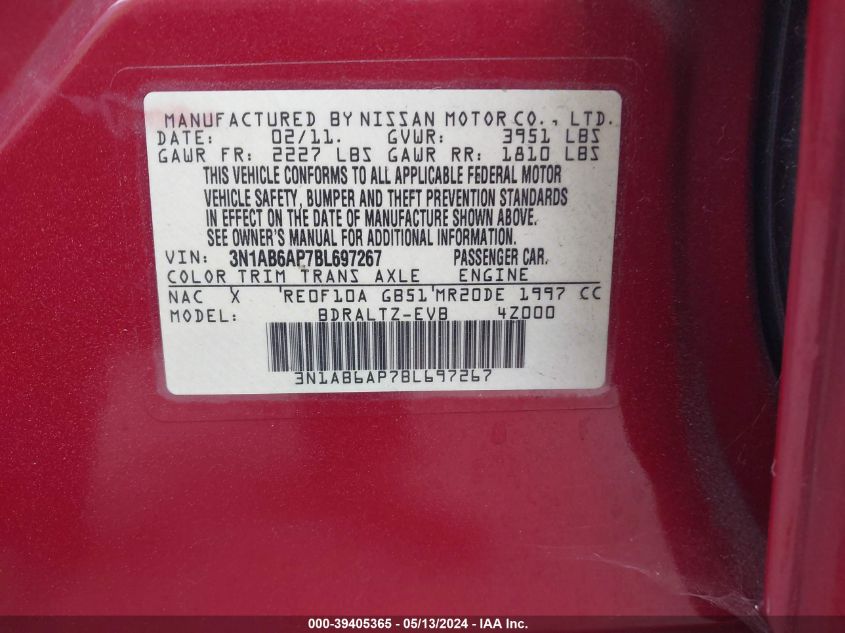 MANUFACTURED BY NISSAN MOTOR CO., LTD.
DATE: 02/11. GVWR: 3951 LBS
GAWR FR: 2227 LBS GAWR RR: 1810 LBS
THIS VEHICLE CONFORMS TO ALL APPLICABLE FEDERAL MOTOR
VEHICLE SAFETY, BUMPER AND THEFT PREVENTION STANDARDS
IN EFFECT ON THE DATE OF MANUFACTURE SHOWN ABOVE.
SEE OWNER'S MANUAL FOR ADDITIONAL INFORMATION.
VIN: 3N1AB6AP7BL697267 PASSENGER CAR.
COLOR TRIM TRANS AXLE ENGINE
NAC X RE0F10A GB51 MR20DE 1997 CC
MODEL: BDRALTZ-EVB 4Z000
3N1AB6AP7BL697267
000-39405365 - 05/13/2024 - IAA Inc.